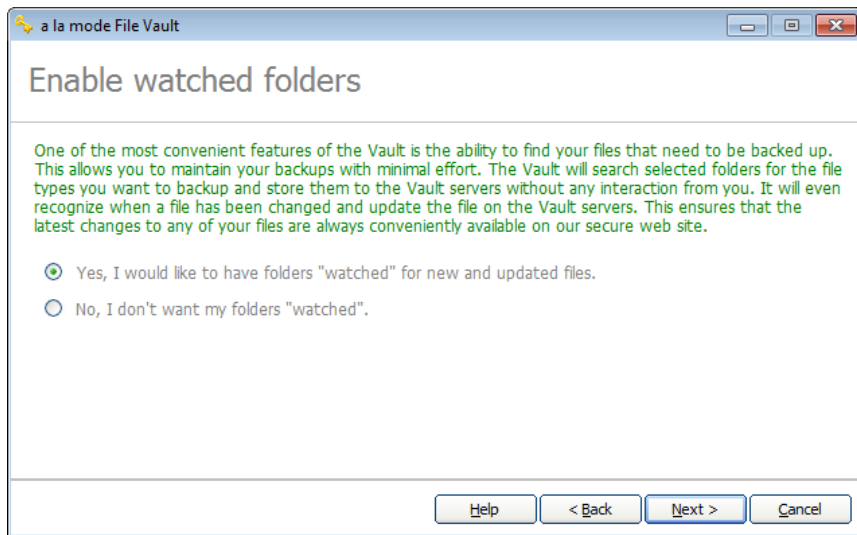 a la mode File Vault
Enable watched folders
One of the most convenient features of the Vault is the ability to find your files that need to be backed up.
This allows you to maintain your backups with minimal effort. The Vault will search selected folders for the file
types you want to backup and store them to the Vault servers without any interaction from you. It will even
recognize when a file has been changed and update the file on the Vault servers. This ensures that the
latest changes to any of your files are always conveniently available on our secure web site.
Yes, I would like to have folders "watched" for new and updated files.
No, I don't want my folders "watched".
Help < Back Next > Cancel